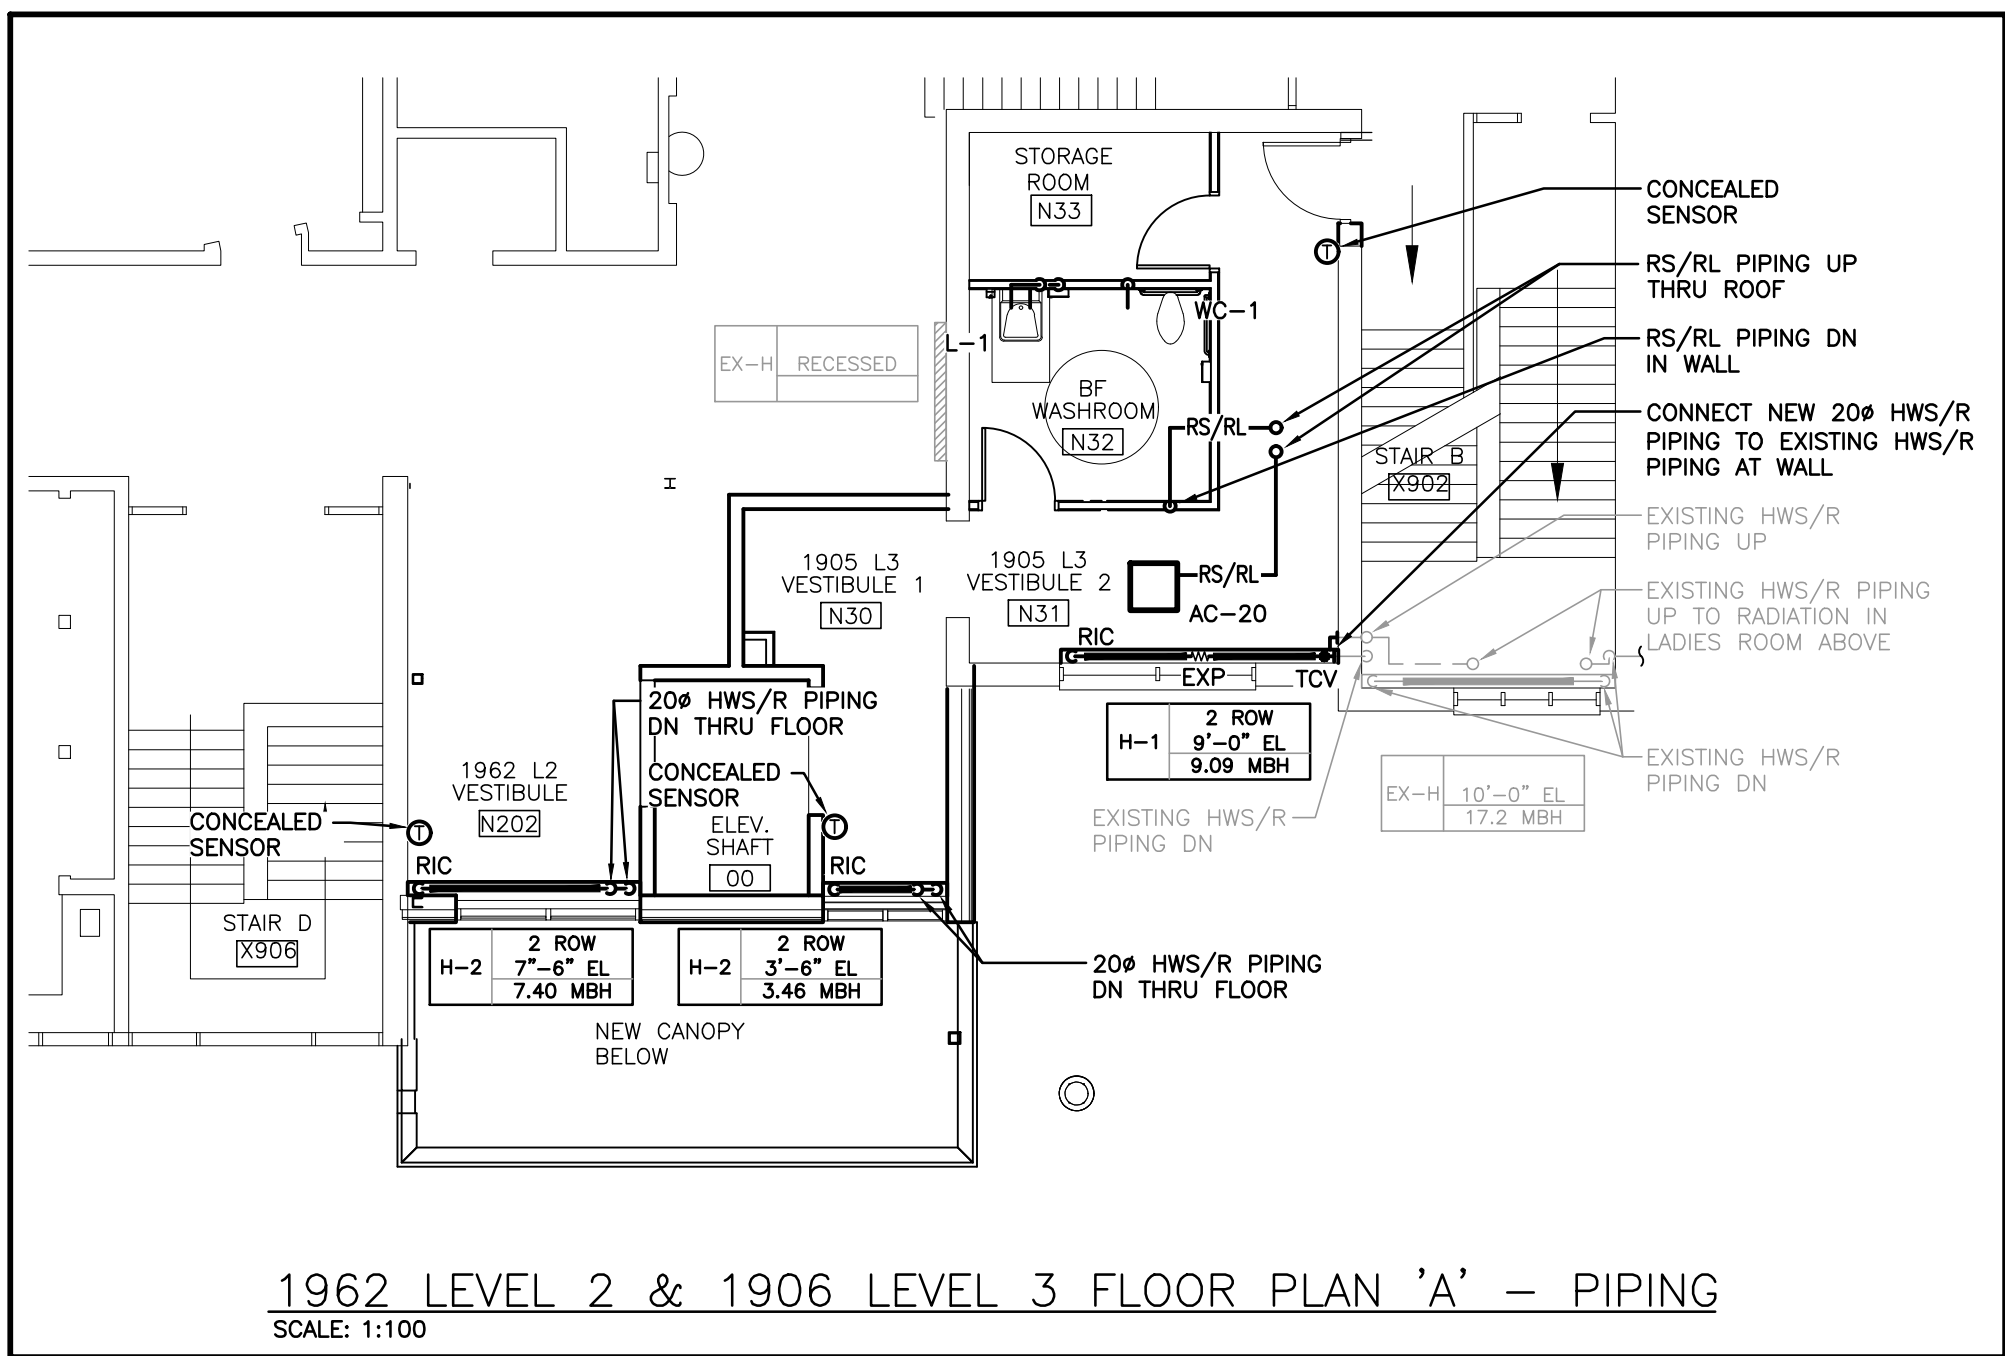 STORAGE
ROOM
N33
CONCEALED
SENSOR
T
RS/RL PIPING UP
THRU ROOF
WC-1
L-1
RS/RL PIPING DN
IN WALL
EX-H RECESSED
BF
WASHROOM
N32
RS/RL
CONNECT NEW 20ø HWS/R
PIPING TO EXISTING HWS/R
PIPING AT WALL
STAIR B
X902
EXISTING HWS/R
PIPING UP
1905 L3
VESTIBULE 1
N30
1905 L3
VESTIBULE 2
N31
RS/RL
AC-20
EXISTING HWS/R PIPING
UP TO RADIATION IN
LADIES ROOM ABOVE
RIC
EXP
TCV
20ø HWS/R PIPING
DN THRU FLOOR
H-1
2 ROW
9'-0" EL
9.09 MBH
EXISTING HWS/R
PIPING DN
EX-H
10'-0" EL
17.2 MBH
EXISTING HWS/R
PIPING DN
1962 L2
VESTIBULE
N202
CONCEALED
SENSOR
T
CONCEALED
SENSOR
T
ELEV.
SHAFT
00
RIC
RIC
STAIR D
X906
H-2
2 ROW
7"-6" EL
7.40 MBH
H-2
2 ROW
3'-6" EL
3.46 MBH
20ø HWS/R PIPING
DN THRU FLOOR
NEW CANOPY
BELOW
1962 LEVEL 2 & 1906 LEVEL 3 FLOOR PLAN 'A' - PIPING
SCALE: 1:100